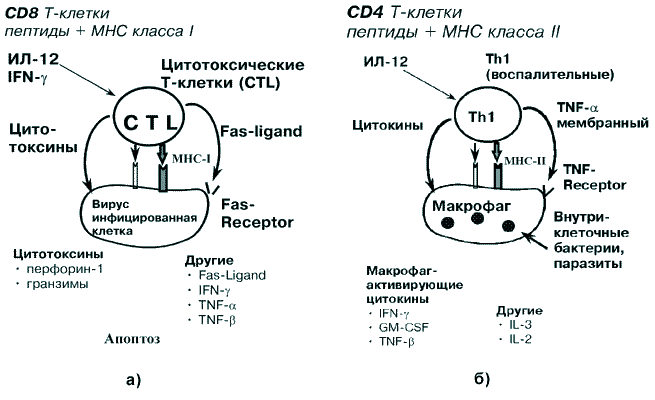 CD8 Т-клетки
пептиды + МНС класса I
ИЛ-12
IFN-γ
Цитотоксические
Т-клетки (CTL)
CTL
Цито-
токсины
Fas-ligand
MHC-I
Вирус
инфицированная
клетка
Fas-
Receptor
Цитотоксины
· перфорин-1
· гранзимы
Другие
· Fas-Ligand
· IFN-γ
· TNF-α
· TNF-β
Апоптоз
а)
CD4 Т-клетки
пептиды + МНС класса II
ИЛ-12
Th1
(воспалительные)
Th1
Цитокины
TNF-α
мембранный
MHC-II
TNF-
Receptor
Макрофаг
Внутри-
клеточные
бактерии,
паразиты
Макрофаг-
активирующие
цитокины
· IFN-γ
· GM-CSF
· TNF-β
Другие
· IL-3
· IL-2
б)